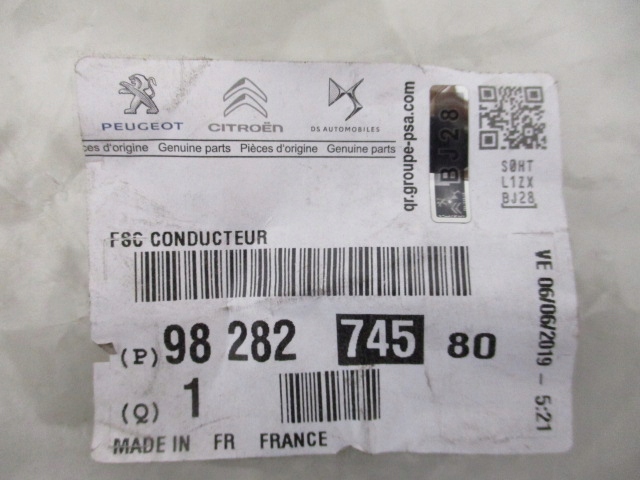 PEUGEOT CITROËN DS AUTOMOBILES
ces d'origine Genuine parts Pièces d'origine Genuine parts
qr.groupe-psa.com
BJ28
S0HT
L1ZX
BJ28
FSC CONDUCTEUR
(P) 98 282 745 80
(Q) 1
MADE IN FR FRANCE
VE 06/06/2019 - 5:21